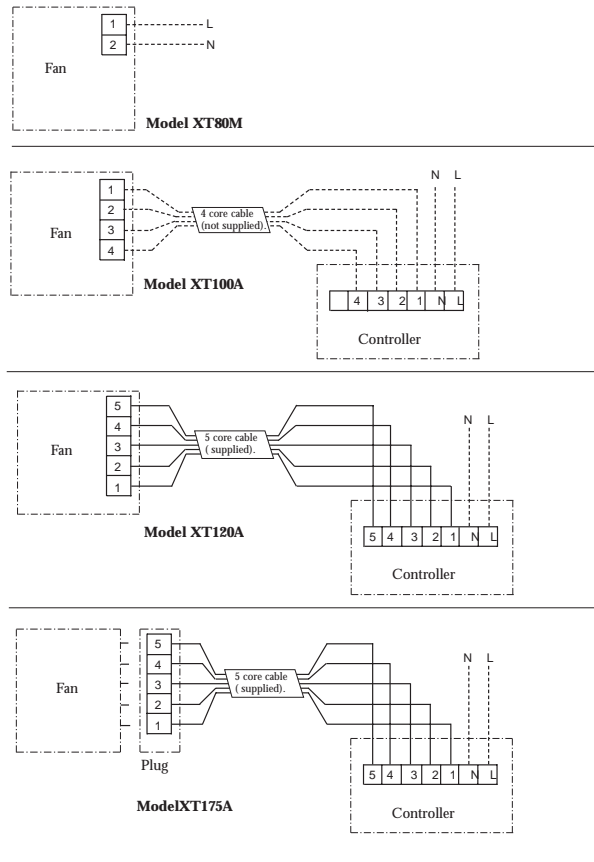 1 L
2 N
Fan
Model XT80M
N L
1
2
3
4
4 core cable
(not supplied).
Fan
Model XT100A
4 3 2 1 N L
Controller
5
4
3
2
1
5 core cable
( supplied).
N L
Fan
Model XT120A
5 4 3 2 1 N L
Controller
5
4
3
2
1
5 core cable
( supplied).
N L
Fan
Plug
5 4 3 2 1 N L
ModelXT175A
Controller